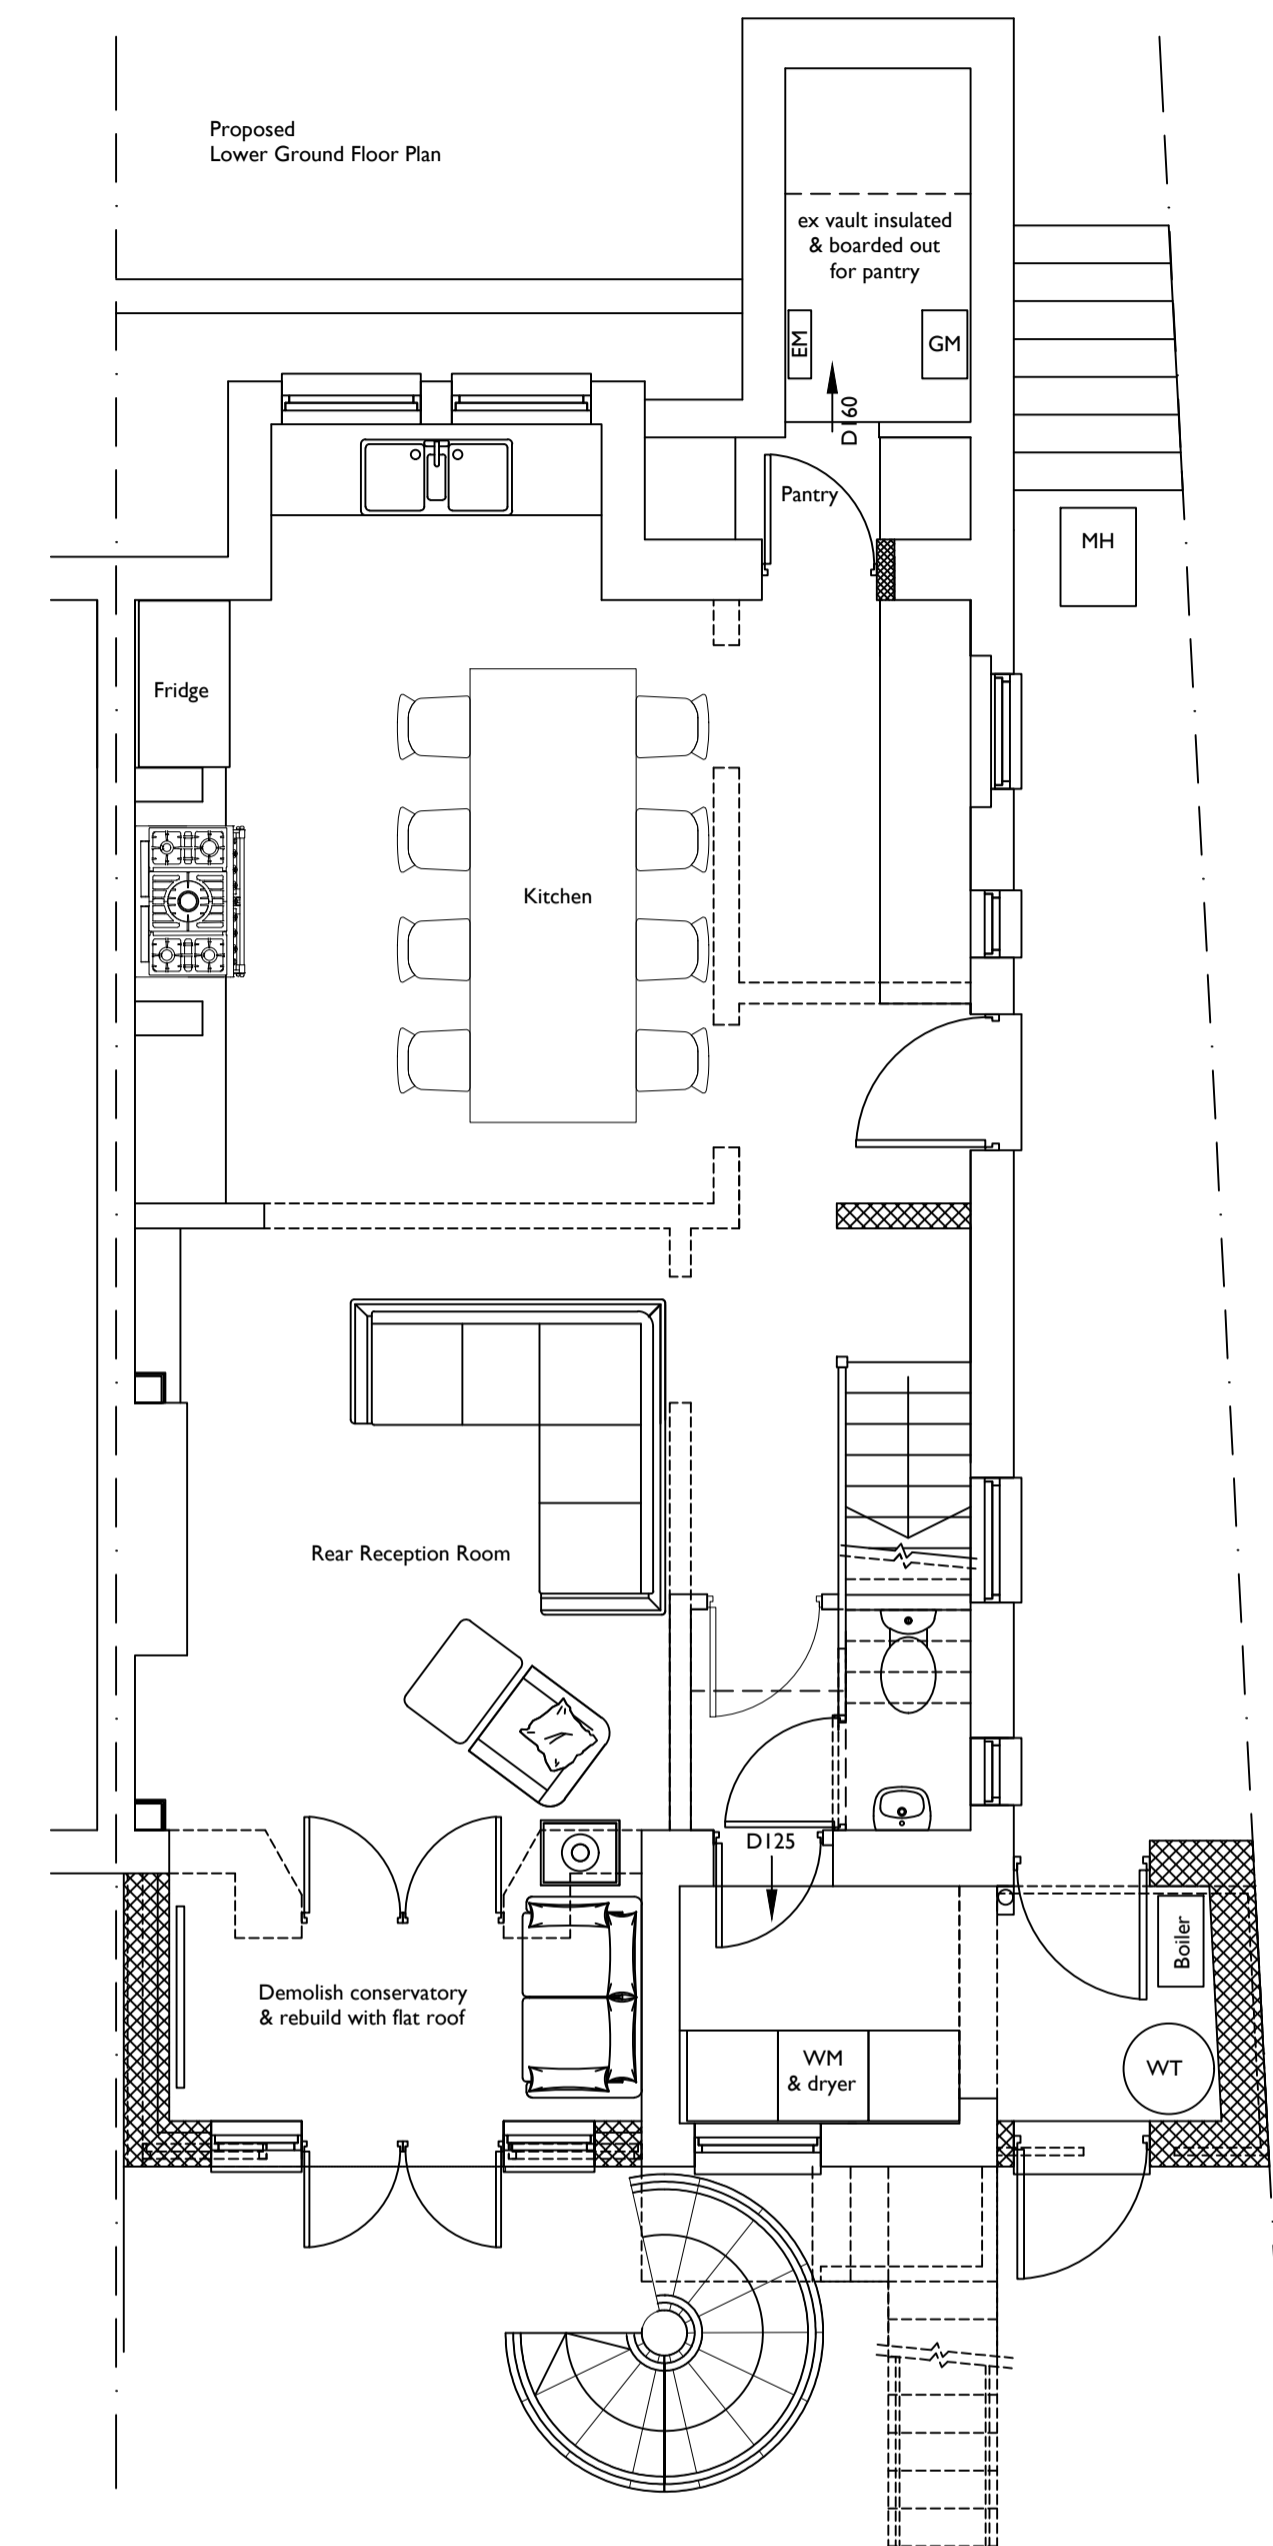 Proposed
Lower Ground Floor Plan
ex vault insulated
& boarded out
for pantry
EM
GM
D160
Pantry
MH
Fridge
Kitchen
Rear Reception Room
D125
Boiler
Demolish conservatory
& rebuild with flat roof
WM
& dryer
WT